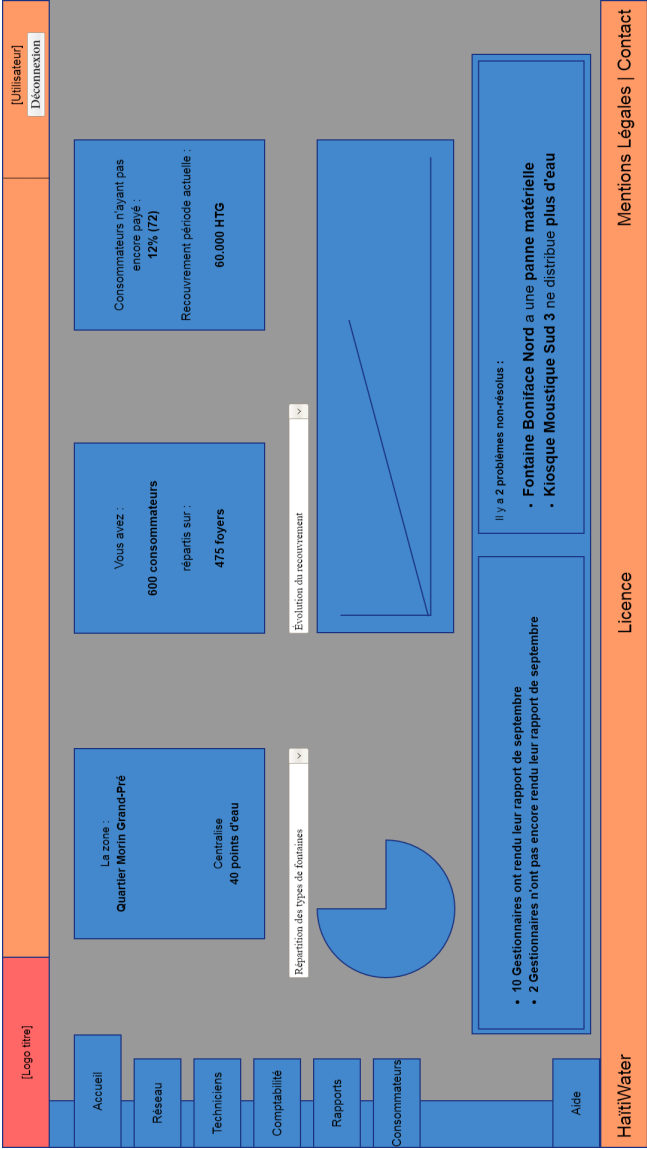 [Logo titre]
[Utilisateur]
Déconnexion
Accueil
Réseau
Techniciens
Comptabilité
Rapports
Consommateurs
Aide
La zone :
Quartier Morin Grand-Pré
Centralise
40 points d'eau
Vous avez :
600 consommateurs
répartis sur :
475 foyers
Consommateurs n'ayant pas
encore payé :
12% (72)
Recouvrement période actuelle :
60.000 HTG
Répartition des types de fontaines
Évolution du recouvrement
• 10 Gestionnaires ont rendu leur rapport de septembre
• 2 Gestionnaires n'ont pas encore rendu leur rapport de septembre
Il y a 2 problèmes non-résolus :
• Fontaine Boniface Nord a une panne matérielle
• Kiosque Moustique Sud 3 ne distribue plus d'eau
HaïtiWater
Licence
Mentions Légales | Contact